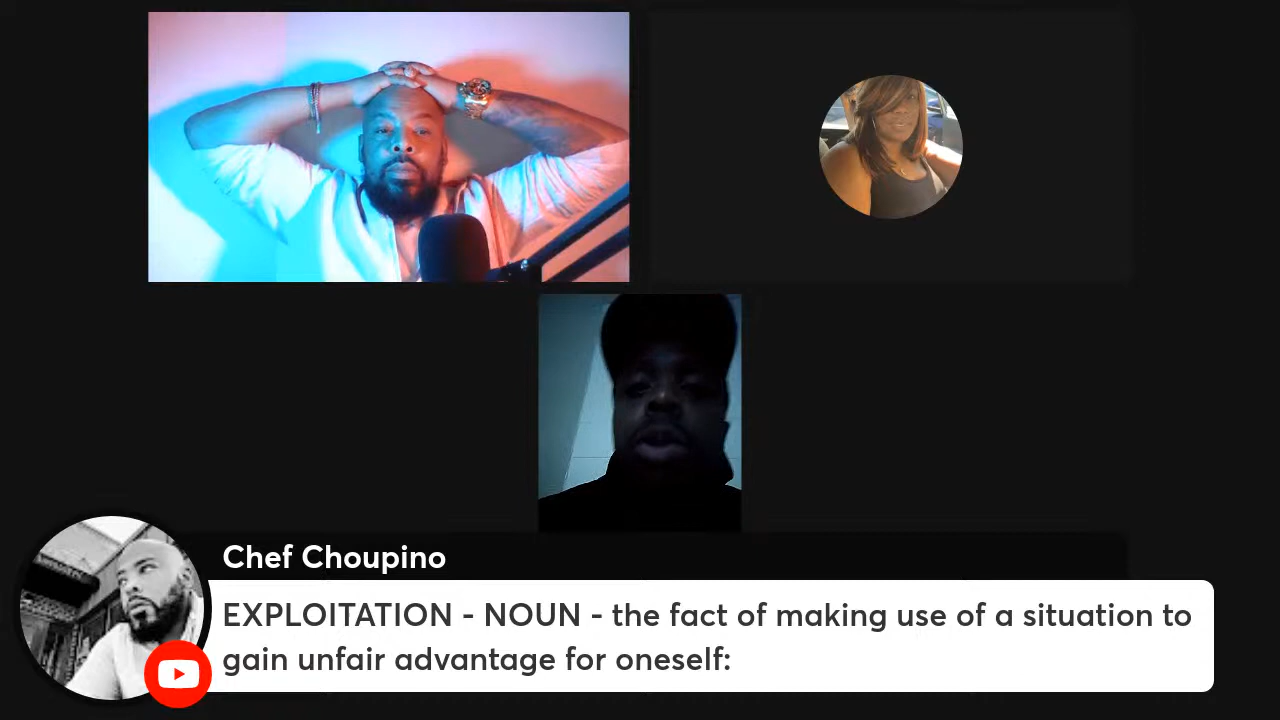 Chef Choupino
EXPLOITATION - NOUN - the fact of making use of a situation to
gain unfair advantage for oneself: